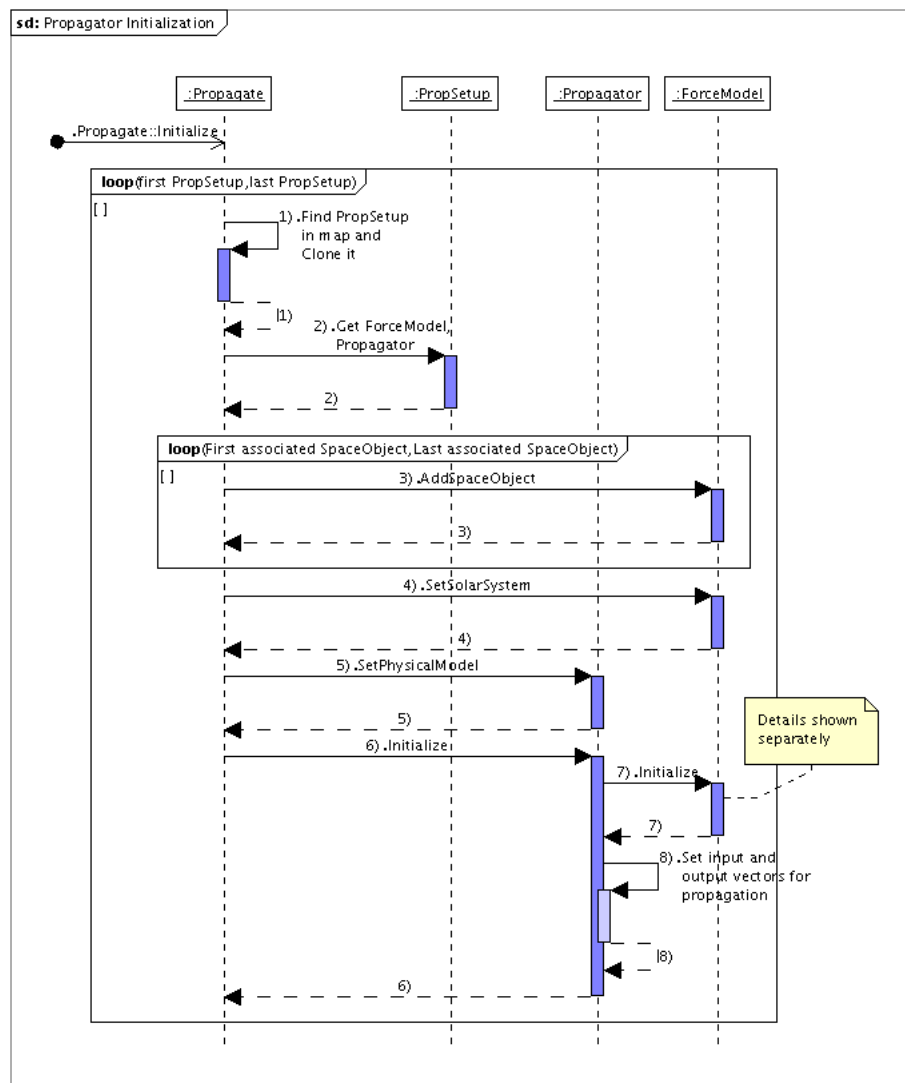 sd: Propagator Initialization
:Propagate
:PropSetup
:Propagator
:ForceModel
.Propagate::Initialize
loop(first PropSetup,last PropSetup)
[ ]
1).Find PropSetup
in map and
Clone it
1)
2).Get ForceModel,
Propagator
2)
loop(First associated SpaceObject,Last associated SpaceObject)
[ ]
3).AddSpaceObject
3)
4).SetSolarSystem
4)
5).SetPhysicalModel
5)
Details shown
separately
6).Initialize
7).Initialize
7)
8).Set input and
output vectors for
propagation
8)
6)